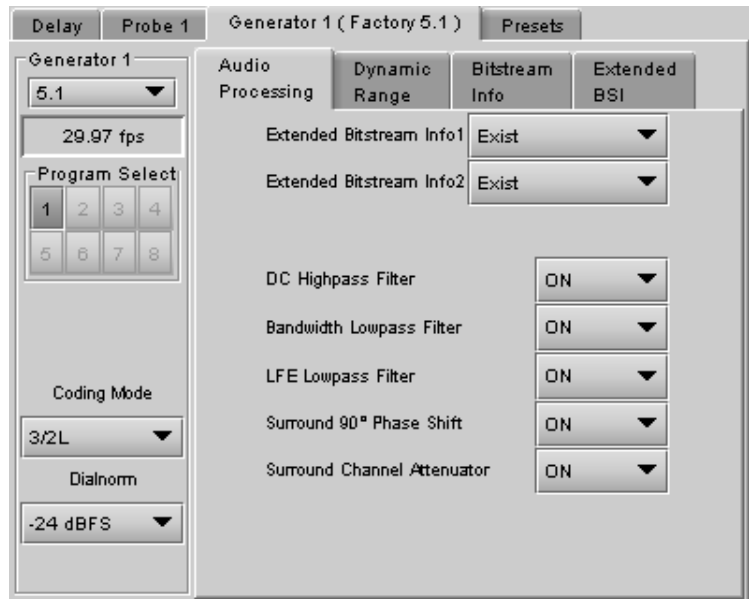 Delay Probe 1 Generator 1 ( Factory 5.1 ) Presets
Generator 1
5.1
29.97 fps
Program Select
1 2 3 4
5 6 7 8
Coding Mode
3/2L
Dialnorm
-24 dBFS
Audio Processing
Dynamic Range
Bitstream Info
Extended BSI
Extended Bitstream Info1 Exist
Extended Bitstream Info2 Exist
DC Highpass Filter ON
Bandwidth Lowpass Filter ON
LFE Lowpass Filter ON
Surround 90° Phase Shift ON
Surround Channel Attenuator ON